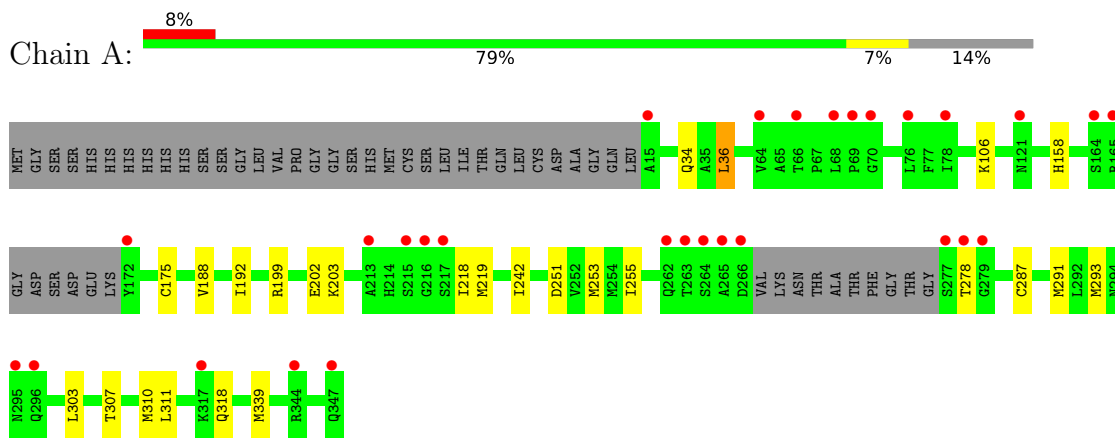 8%
Chain A:
79% 7% 14%
MET GLY SER SER HIS HIS HIS HIS HIS HIS HIS SER SER GLY LEU VAL PRO GLY GLY SER HIS MET CYS SER LEU ILE THR GLN LEU CYS ASP ALA ALA GLY GLN LEU A15 Q34 A35 L36 V64 A65 T66 P67 L68 P69 G70 L76 F77 I78 K106 N121 H158 S164 R165
GLY ASP SER ASP GLU LYS Y172 C175 V188 I192 R199 E202 K203 A213 H214 S215 G216 S217 I218 M219 I242 D251 V252 M253 M254 I255 Q262 T263 S264 A265 D266 VAL LYS ASN THR ALA THR PHE GLY THR GLY S277 T278 G279 C287 M291 L292 M293 N294
N295 Q296 L303 T307 M310 L311 K317 Q318 M339 R344 Q347